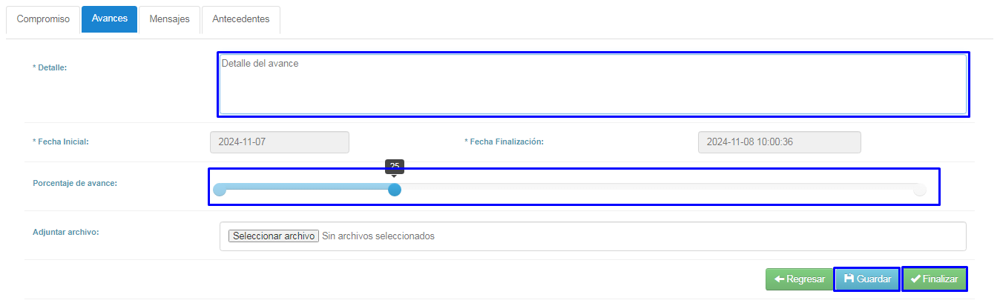 Compromiso Avances Mensajes Antecedentes
* Detalle: Detalle del avance
* Fecha Inicial: 2024-11-07 * Fecha Finalización: 2024-11-08 10:00:36
25
Porcentaje de avance:
Adjuntar archivo: Seleccionar archivo Sin archivos seleccionados
Regresar Guardar Finalizar